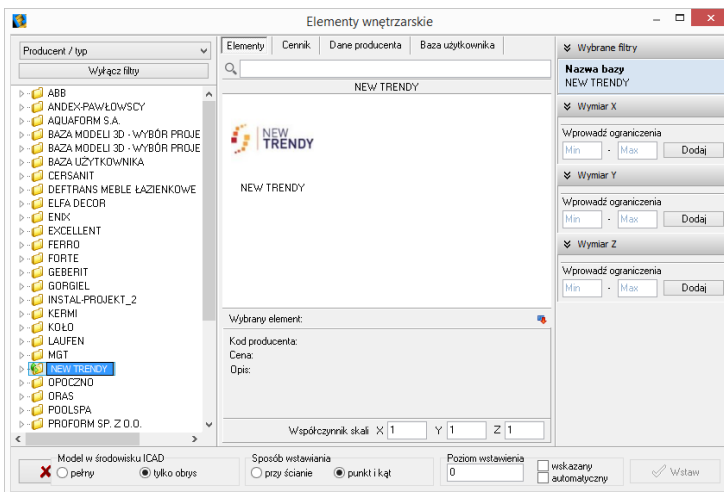 Elementy wnętrzarskie
Producent / typ
Wyłącz filtry
ABB
ANDEX-PAWŁOWSCY
AQUAFORM S.A.
BAZA MODELI 3D - WYBÓR PROJE
BAZA MODELI 3D - WYBÓR PROJE
BAZA UŻYTKOWNIKA
CERSANIT
DEFTRANS MEBLE ŁAZIENKOWE
ELFA DECOR
ENIX
EXCELLENT
FERRO
FORTE
GEBERIT
GORGIEL
INSTAL-PROJEKT_2
KERMI
KOŁO
LAUFEN
MGT
NEW TRENDY
OPOCZNO
ORAS
POOLSPA
PROFORM SP. Z O.O.
Elementy Cennik Dane producenta Baza użytkownika
NEW TRENDY
NEW
TRENDY
NEW TRENDY
Wybrany element:
Kod producenta:
Cena:
Opis:
Współczynnik skali X 1 Y 1 Z 1
Wybrane filtry
Nazwa bazy
NEW TRENDY
Wymiar X
Wprowadź ograniczenia
Min - Max Dodaj
Wymiar Y
Wprowadź ograniczenia
Min - Max Dodaj
Wymiar Z
Wprowadź ograniczenia
Min - Max Dodaj
Model w środowisku ICAD
pełny tylko obrys
Sposób wstawiania
przy ścianie punkt i kąt
Poziom wstawienia
0
wskazany
automatyczny
Wstaw